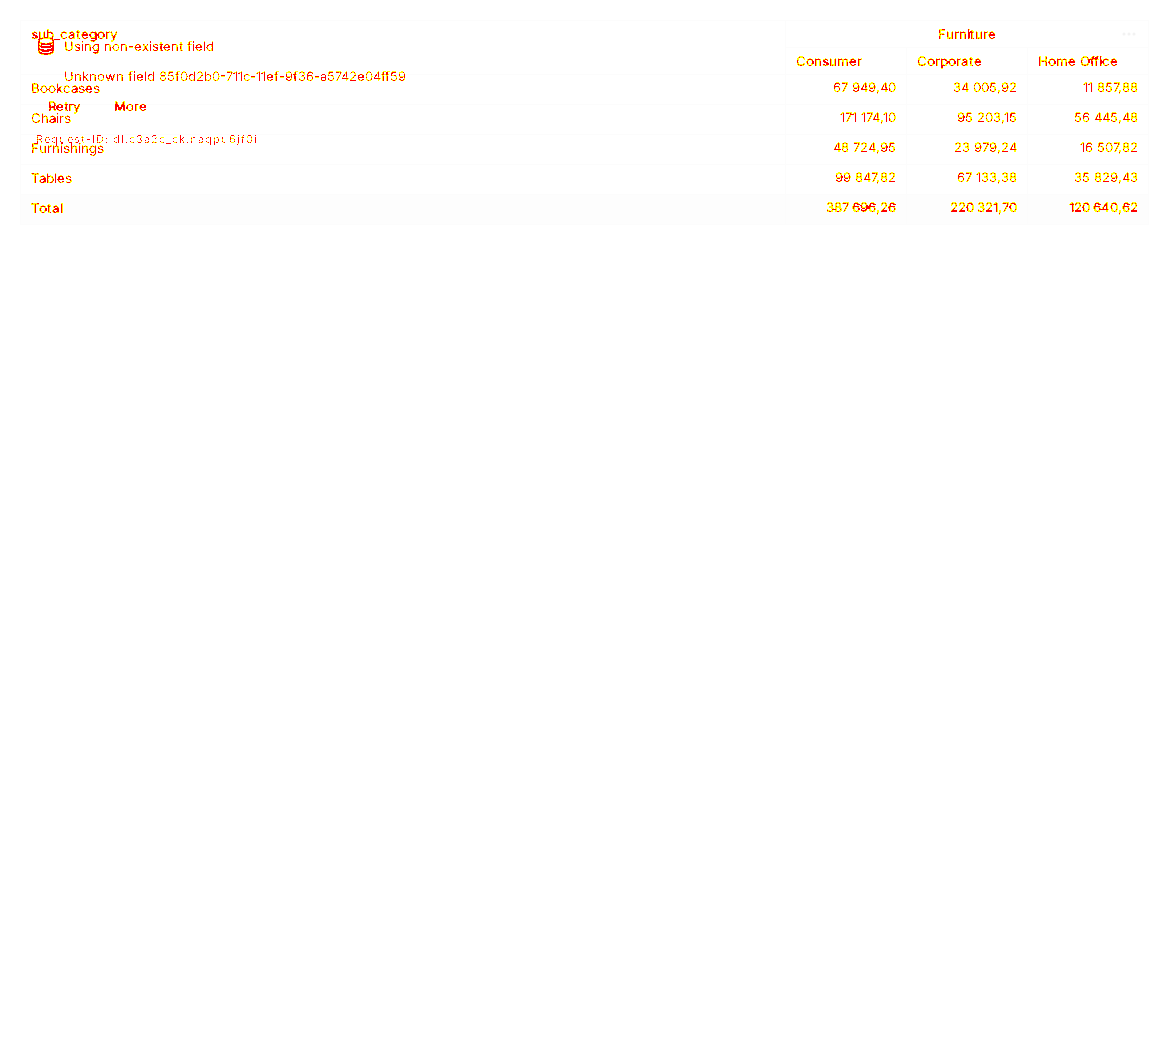 sub_category Furniture
Using non-existent field
Consumer Corporate Home Office
Unknown field 85f0d2b0-711c-11ef-9f36-a5742e04ff59
Bookcases 67 949,40 34 005,92 11 857,88
Retry More
Chairs 171 174,10 95 203,15 56 445,48
Request-ID:
Furnishings 48 724,95 23 979,24 16 507,82
Tables 99 847,82 67 133,38 35 829,43
Total 387 696,26 220 321,70 120 640,62